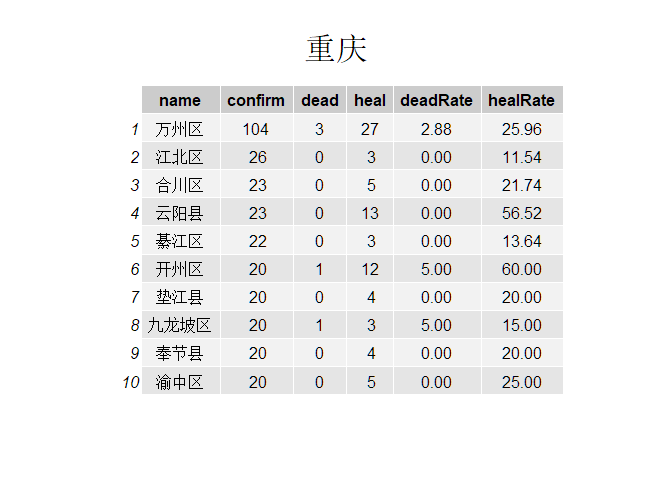 重庆
name confirm dead heal deadRate healRate
1 万州区 104 3 27 2.88 25.96
2 江北区 26 0 3 0.00 11.54
3 合川区 23 0 5 0.00 21.74
4 云阳县 23 0 13 0.00 56.52
5 綦江区 22 0 3 0.00 13.64
6 开州区 20 1 12 5.00 60.00
7 垫江县 20 0 4 0.00 20.00
8 九龙坡区 20 1 3 5.00 15.00
9 奉节县 20 0 4 0.00 20.00
10 渝中区 20 0 5 0.00 25.00